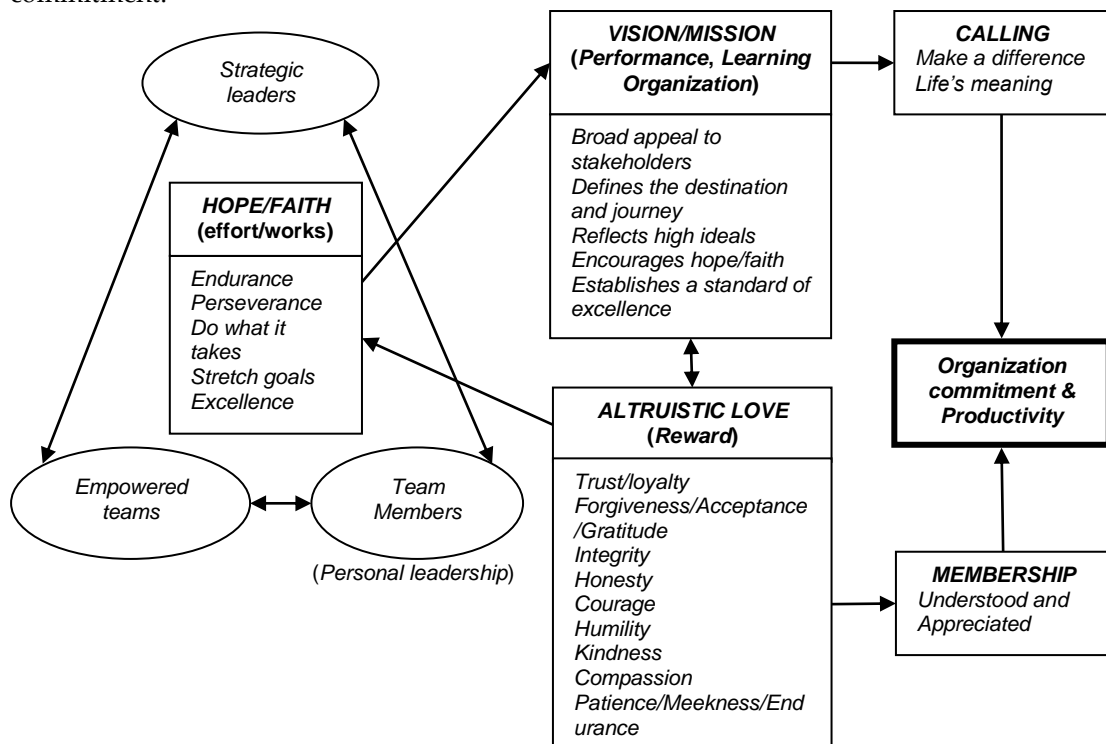 commitment.
Strategic
leaders
HOPE/FAITH
(effort/works)
Endurance
Perseverance
Do what it
takes
Stretch goals
Excellence
Empowered
teams
Team
Members
(Personal leadership)
VISION/MISSION
(Performance, Learning
Organization)
Broad appeal to
stakeholders
Defines the destination
and journey
Reflects high ideals
Encourages hope/faith
Establishes a standard of
excellence
ALTRUISTIC LOVE
(Reward)
Trust/loyalty
Forgiveness/Acceptance
/Gratitude
Integrity
Honesty
Courage
Humility
Kindness
Compassion
Patience/Meekness/End
urance
CALLING
Make a difference
Life's meaning
Organization
commitment &
Productivity
MEMBERSHIP
Understood and
Appreciated